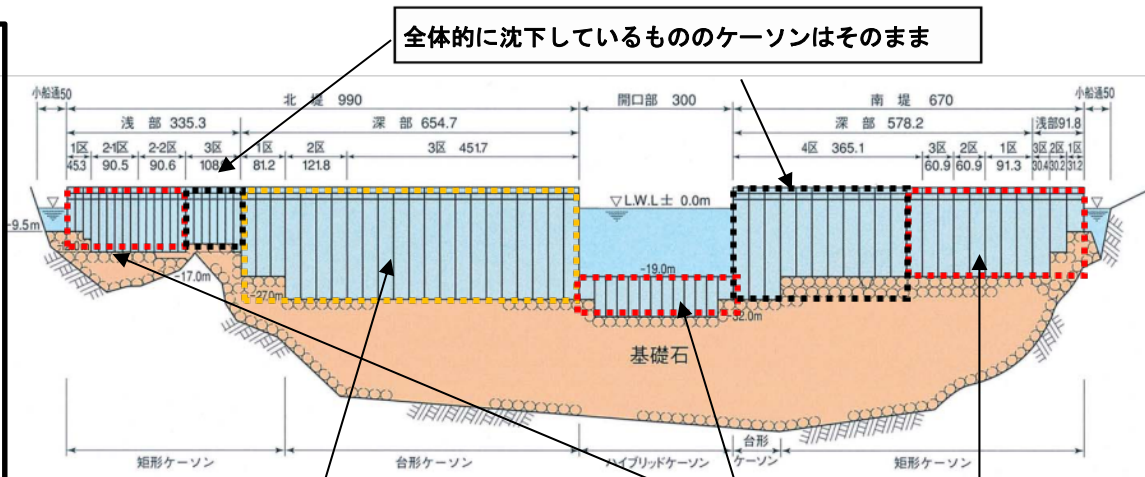 全体的に沈下しているもののケーソンはそのまま
小船通50
北 堤 990
開口部 300
南 堤 670
小船通50
浅 部 335.3
深 部 654.7
深 部 578.2
浅部91.8
1区 2-1区 2-2区 3区 1区 2区 3区 451.7
4区 365.1
3区 2区 1区 3区 2区 1区
45.3 90.5 90.6 108. 81.2 121.8
60.9 60.9 91.3 30.4 30.2 31.2
L.W.L± 0.0m
-9.5m
-17.0m
-19.0m
-27.0m
-32.0m
基礎石
矩形ケーソン
台形ケーソン
ハイブリッドケーソン
台形
ケーソン
矩形ケーソン